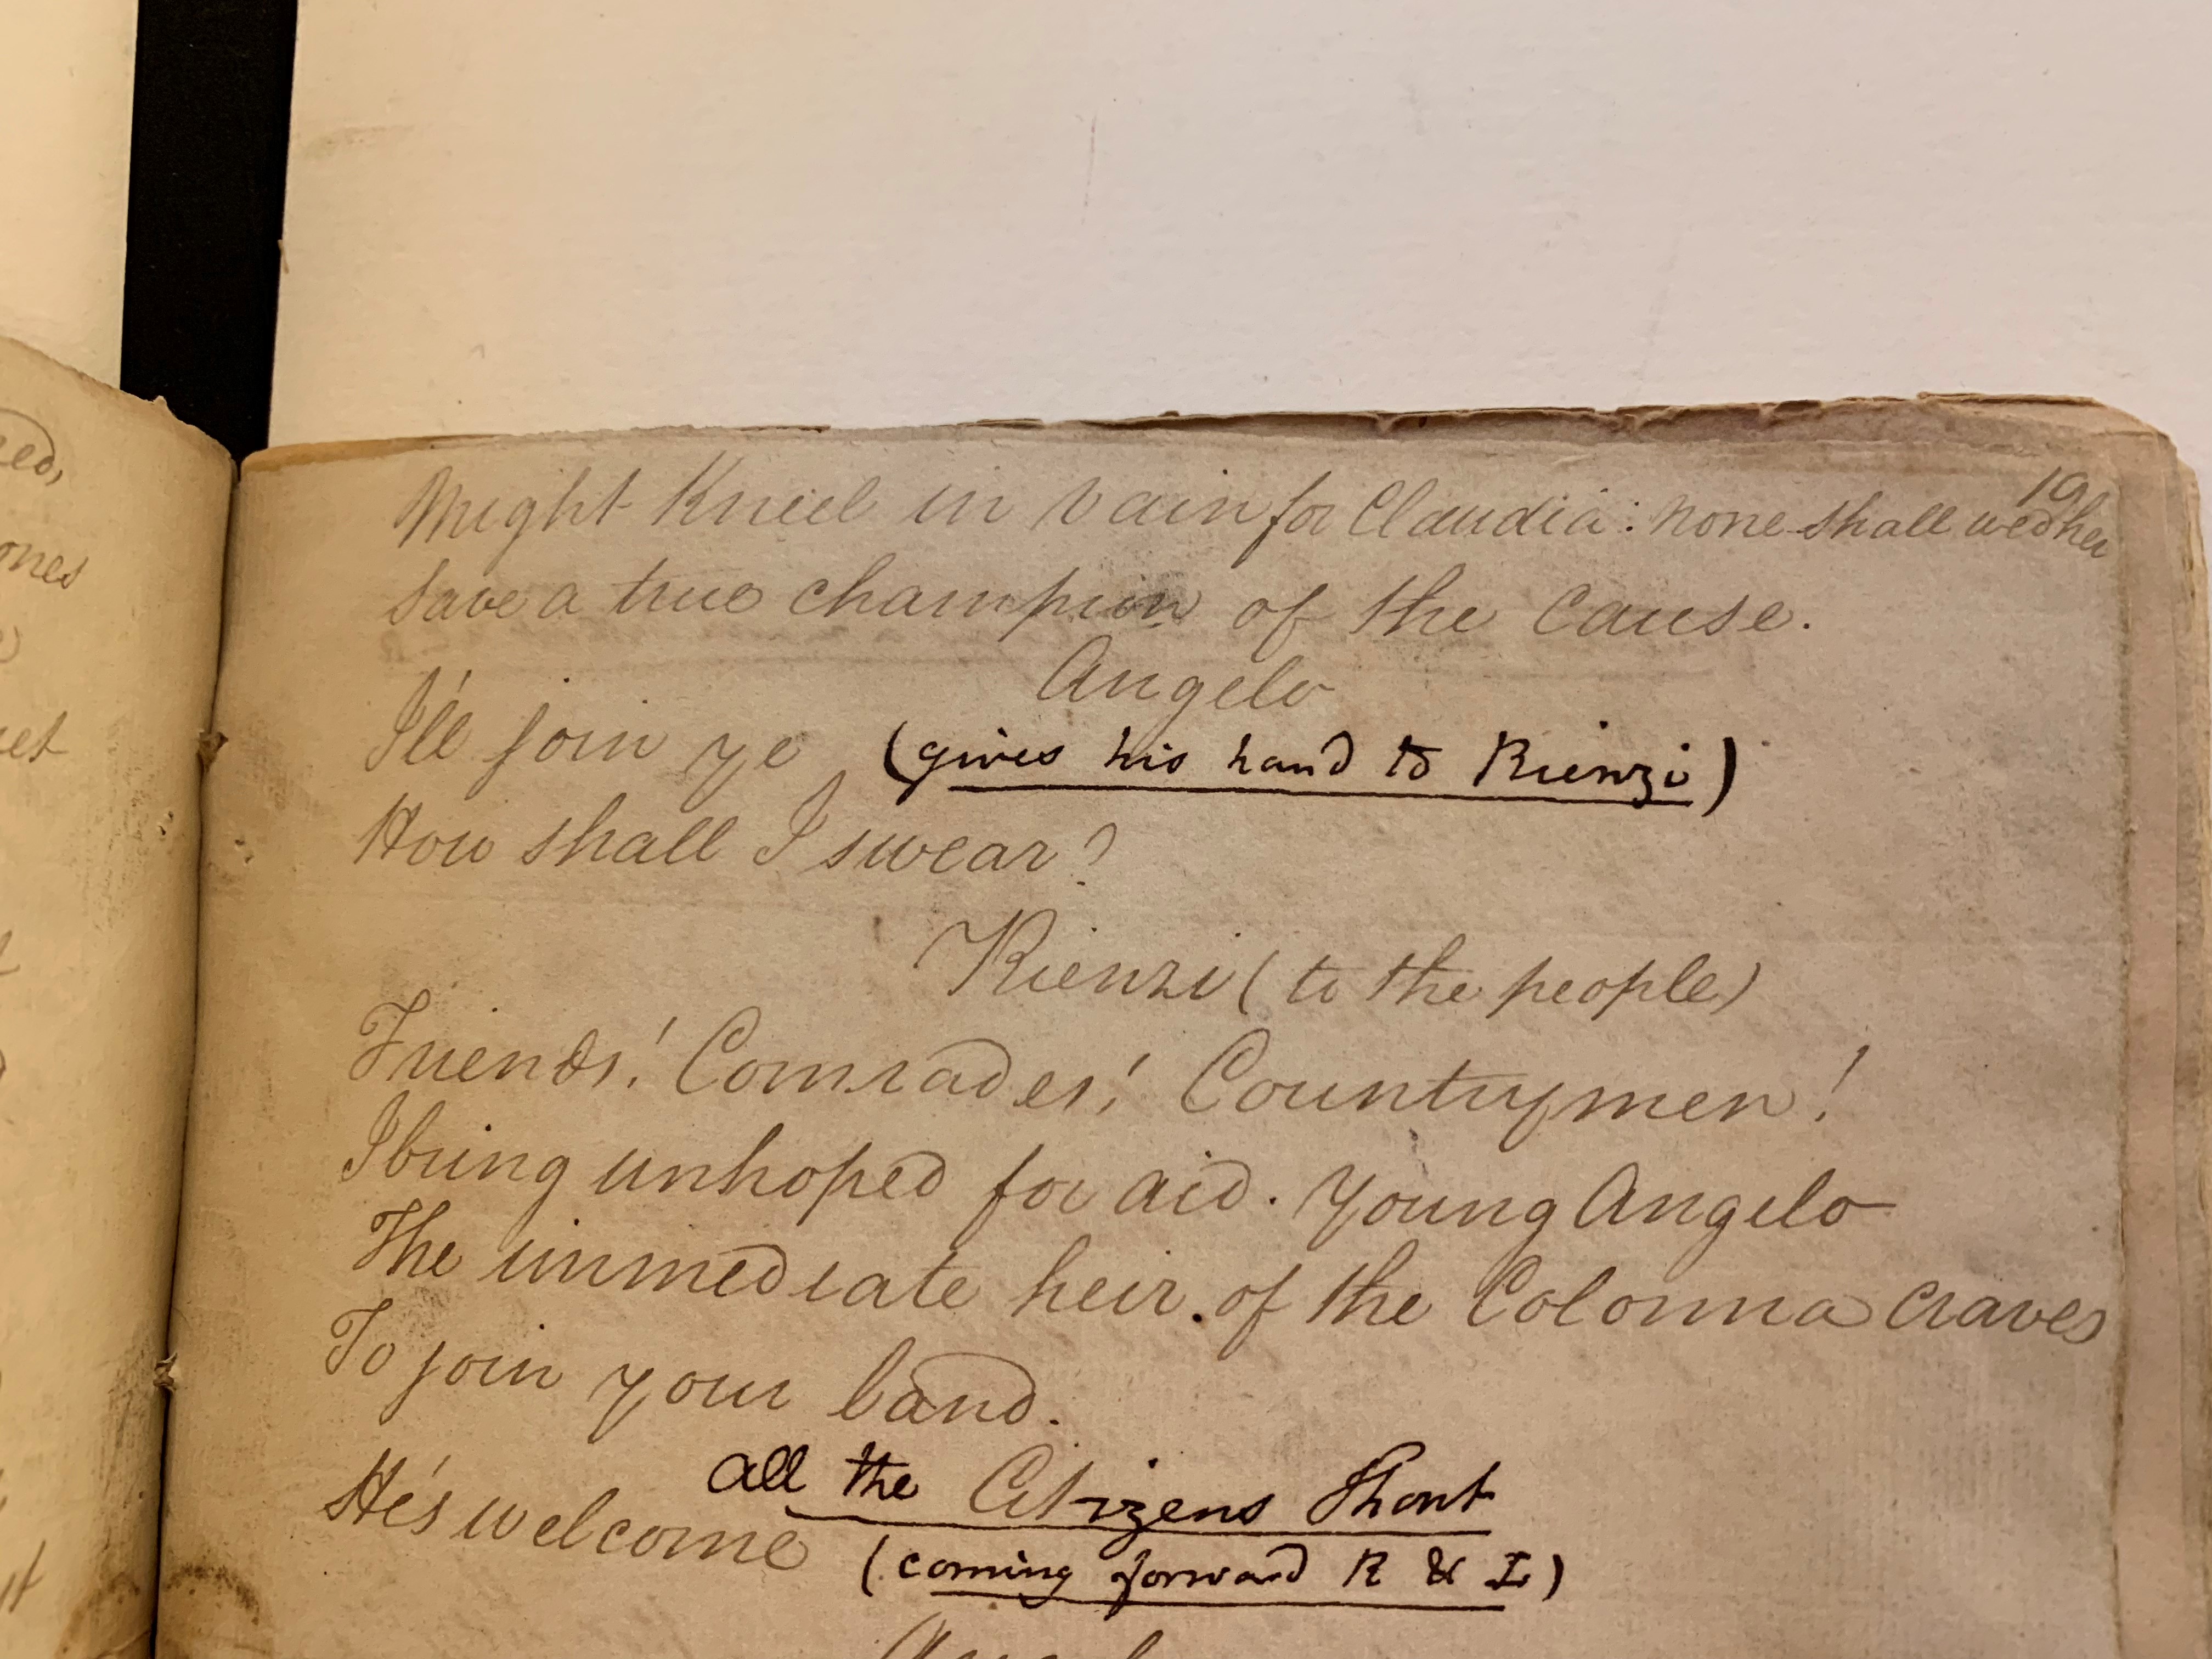 19
Might Kneel in vain for Claudia: none shall wed her
save a true champion of the cause.
Angelo
I'll join ye (gives his hand to Rienzi)
How shall I swear?
Rienzi (to the people)
Friends! Comrades! Countrymen!
I bring unhoped for aid. Young Angelo
The immediate heir of the Colonna craves
To join your band.
All the Citizens Shout
He's welcome
(coming forward R & L)
ed,
ones